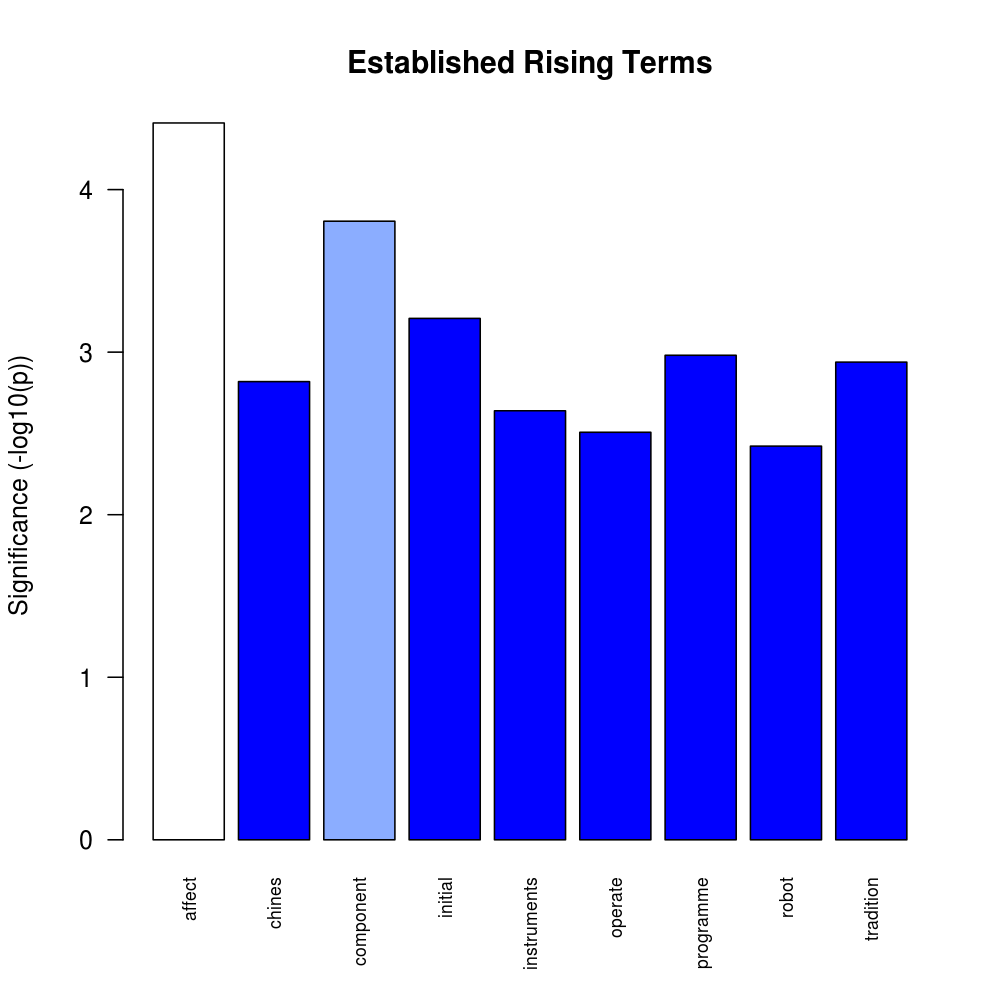 Established Rising Terms
Significance (-log10(p))
4
3
2
1
0
affect
chines
component
initial
instruments
operate
programme
robot
tradition